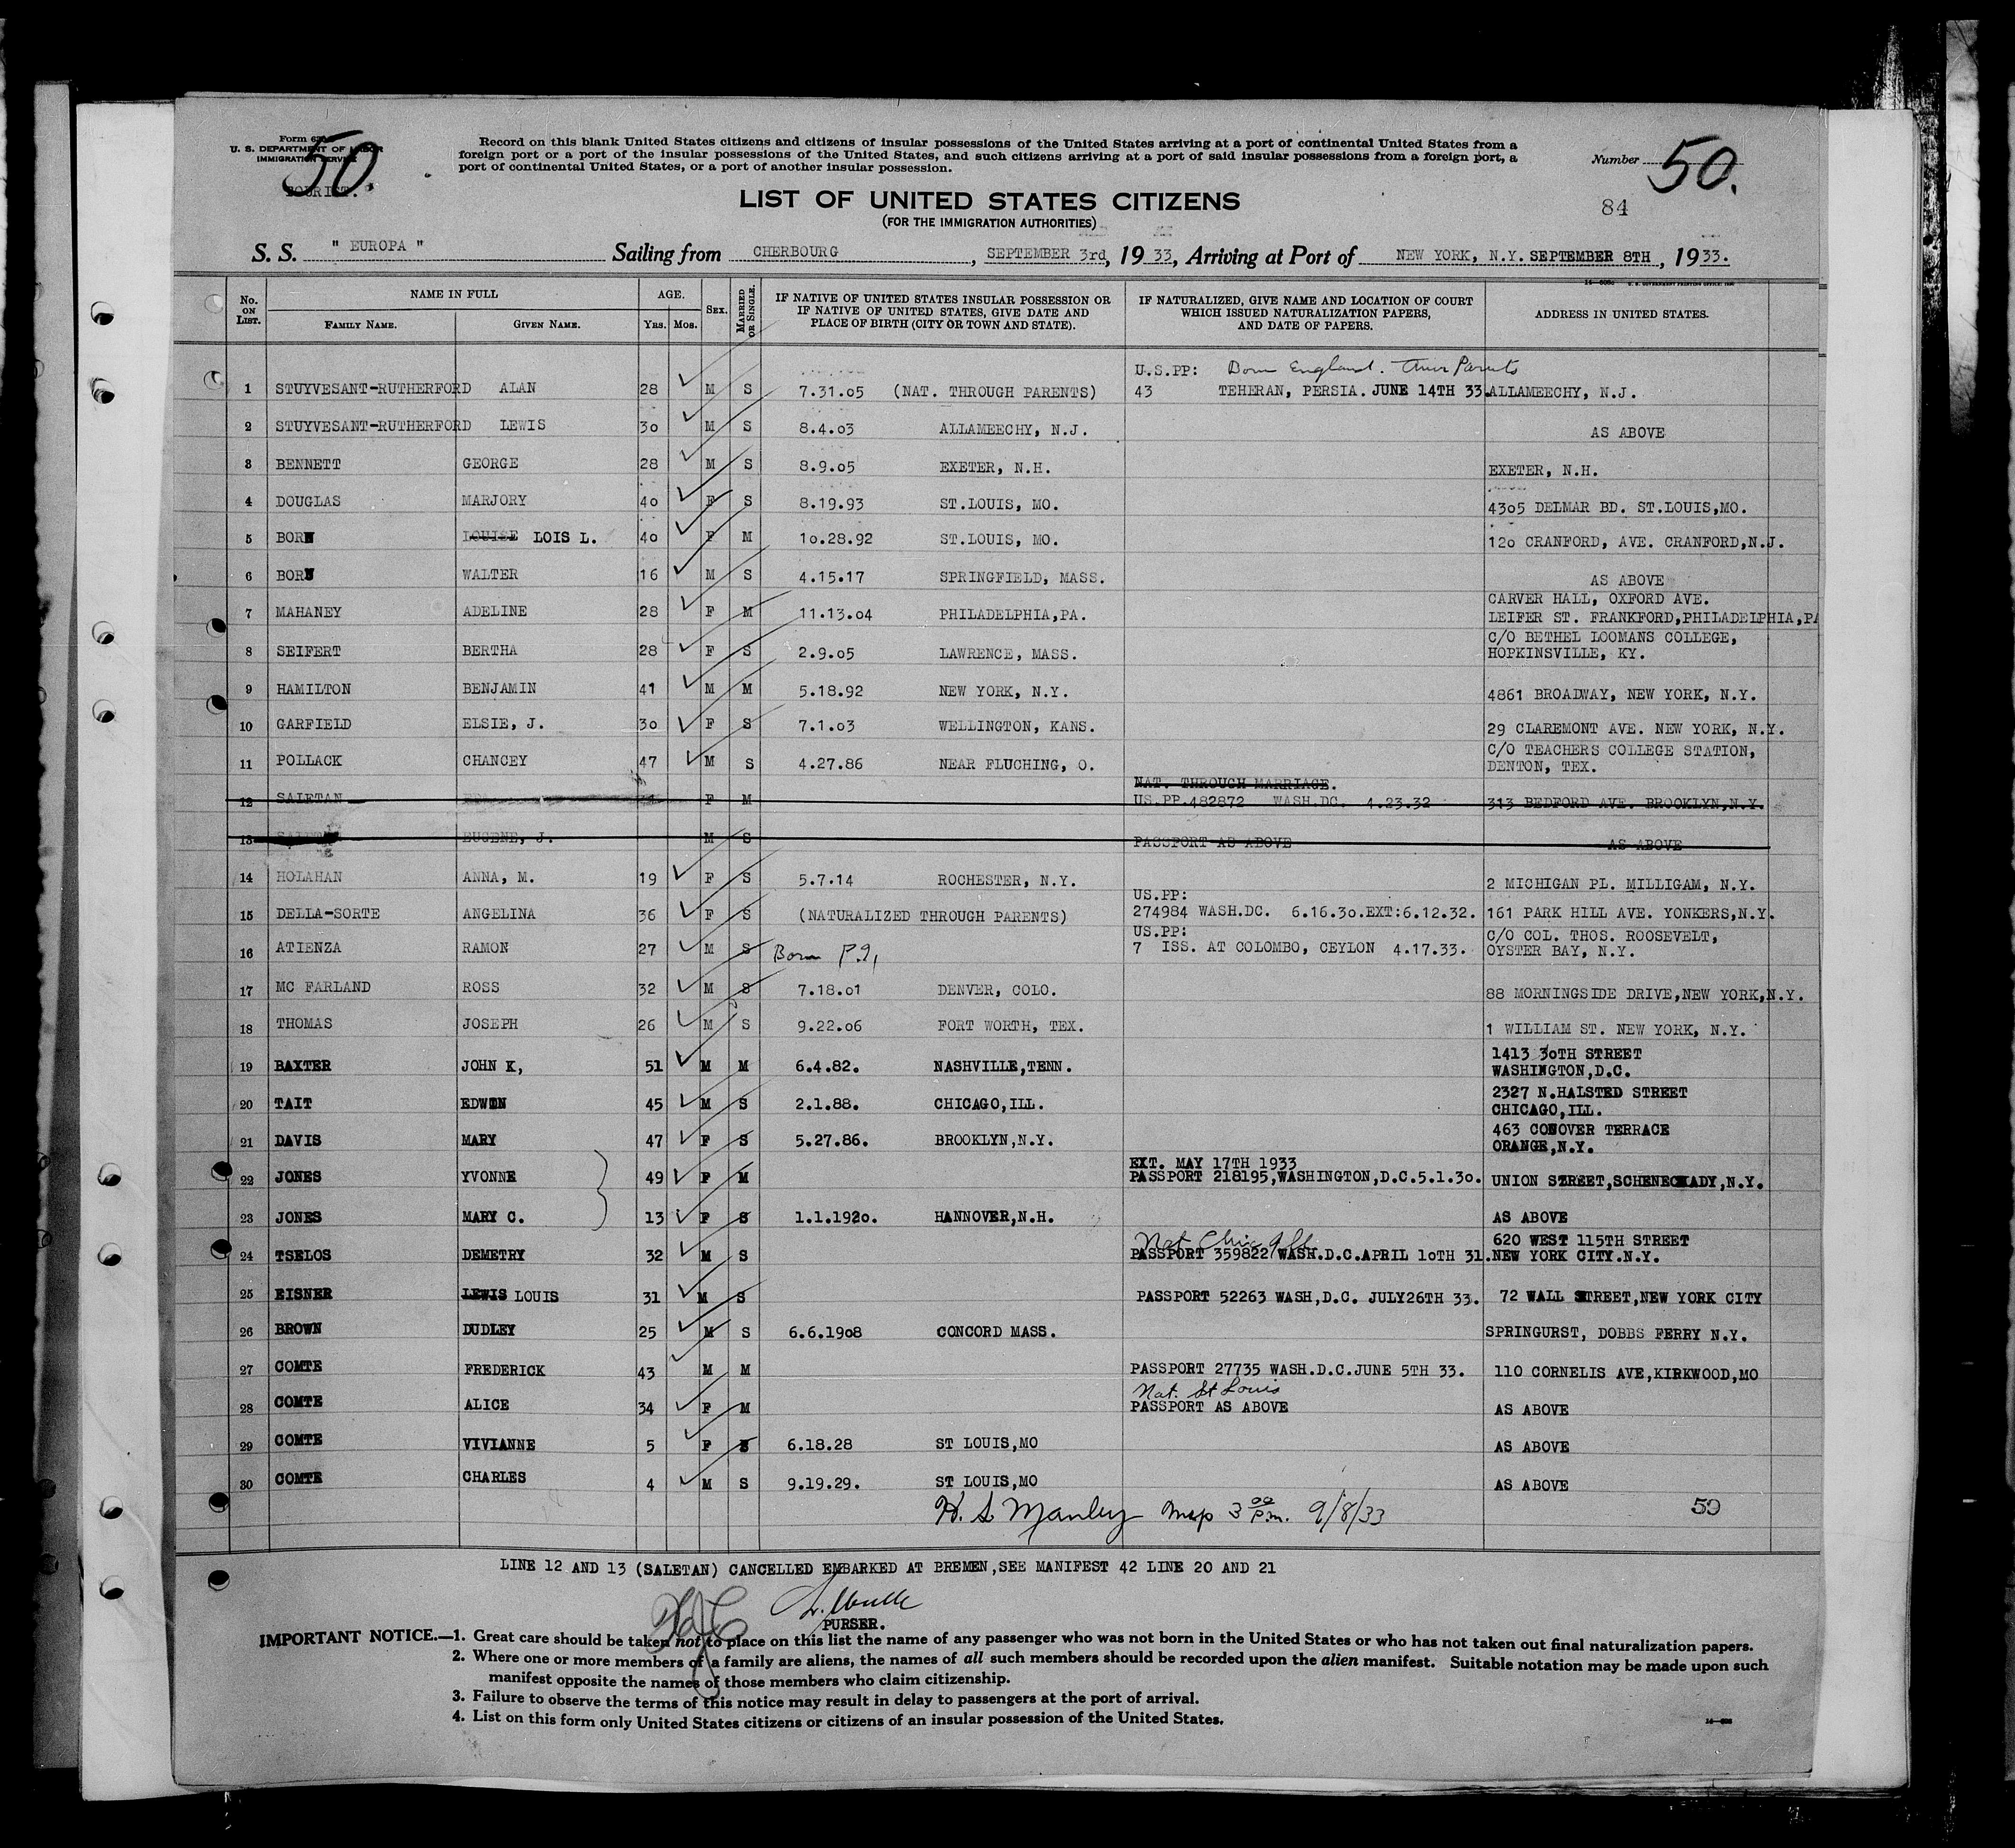 Form 63
U. S. DEPARTMENT OF LABOR
IMMIGRATION SERVICE
50.
TOURIST.
Record on this blank United States citizens and citizens of insular possessions of the United States arriving at a port of continental United States from a
foreign port or a port of the insular possessions of the United States, and such citizens arriving at a port of said insular possessions from a foreign port, a
port of continental United States, or a port of another insular possession.
Number 50.
84
LIST OF UNITED STATES CITIZENS
(FOR THE IMMIGRATION AUTHORITIES)
S. S. " EUROPA " Sailing from CHERBOURG, SEPTEMBER 3rd, 1933, Arriving at Port of NEW YORK, N.Y. SEPTEMBER 8TH, 1933.
No. ON LIST. NAME IN FULL FAMILY NAME. GIVEN NAME. AGE. YRS. MOS. SEX. MARRIED OR SINGLE. IF NATIVE OF UNITED STATES INSULAR POSSESSION OR IF NATIVE OF UNITED STATES, GIVE DATE AND PLACE OF BIRTH (CITY OR TOWN AND STATE). IF NATURALIZED, GIVE NAME AND LOCATION OF COURT WHICH ISSUED NATURALIZATION PAPERS, AND DATE OF PAPERS. ADDRESS IN UNITED STATES.
U.S.PP: Born England. Thru Parents
1 STUYVESANT-RUTHERFORD ALAN 28 M S 7.31.05 (NAT. THROUGH PARENTS) 43 TEHERAN, PERSIA. JUNE 14TH 33. ALLAMEECHY, N.J.
2 STUYVESANT-RUTHERFORD LEWIS 30 M S 8.4.03 ALLAMEECHY, N.J. AS ABOVE
3 BENNETT GEORGE 28 M S 8.9.05 EXETER, N.H. EXETER, N.H.
4 DOUGLAS MARJORY 40 F S 8.19.93 ST.LOUIS, MO. 4305 DELMAR BD. ST.LOUIS,MO.
5 BORN LOUISE LOIS L. 40 F M 10.28.92 ST.LOUIS, MO. 120 CRANFORD, AVE. CRANFORD,N.J.
6 BORN WALTER 16 M S 4.15.17 SPRINGFIELD, MASS. AS ABOVE
CARVER HALL, OXFORD AVE.
7 MAHANEY ADELINE 28 F M 11.13.04 PHILADELPHIA,PA. LEIFER ST. FRANKFORD,PHILADELPHIA,PA
C/O BETHEL LOOMANS COLLEGE,
8 SEIFERT BERTHA 28 F S 2.9.05 LAWRENCE, MASS. HOPKINSVILLE, KY.
9 HAMILTON BENJAMIN 41 M M 5.18.92 NEW YORK, N.Y. 4861 BROADWAY, NEW YORK, N.Y.
10 GARFIELD ELSIE, J. 30 F S 7.1.03 WELLINGTON, KANS. 29 CLAREMONT AVE. NEW YORK, N.Y.
C/O TEACHERS COLLEGE STATION,
11 POLLACK CHANCEY 47 M S 4.27.86 NEAR FLUCHING, O. DENTON, TEX.
NAT. THROUGH MARRIAGE.
12 SALETAN F M US.PP.482872 WASH.DC. 4.23.32 313 BEDFORD AVE. BROOKLYN,N.Y.
13 EUGENE, J. M S PASSPORT AS ABOVE AS ABOVE
14 HOLAHAN ANNA, M. 19 F S 5.7.14 ROCHESTER, N.Y. 2 MICHIGAN PL. MILLIGAM, N.Y.
US.PP:
15 DELLA-SORTE ANGELINA 36 F S (NATURALIZED THROUGH PARENTS) 274984 WASH.DC. 6.16.30.EXT:6.12.32. 161 PARK HILL AVE. YONKERS,N.Y.
US.PP: C/O COL. THOS. ROOSEVELT,
16 ATIENZA RAMON 27 M S Born P.I, 7 ISS. AT COLOMBO, CEYLON 4.17.33. OYSTER BAY, N.Y.
17 MC FARLAND ROSS 32 M S 7.18.01 DENVER, COLO. 88 MORNINGSIDE DRIVE,NEW YORK,N.Y.
18 THOMAS JOSEPH 26 M S 9.22.06 FORT WORTH, TEX. 1 WILLIAM ST. NEW YORK, N.Y.
1413 30TH STREET
19 BAXTER JOHN K, 51 M M 6.4.82. NASHVILLE,TENN. WASHINGTON,D.C.
2327 N.HALSTED STREET
20 TAIT EDWIN 45 M S 2.1.88. CHICAGO,ILL. CHICAGO,ILL.
463 CONOVER TERRACE
21 DAVIS MARY 47 F S 5.27.86. BROOKLYN,N.Y. ORANGE,N.Y.
EXT. MAY 17TH 1933
22 JONES YVONNE 49 F M PASSPORT 218195,WASHINGTON,D.C.5.1.30. UNION STREET,SCHENECTADY,N.Y.
23 JONES MARY C. 13 F S 1.1.1920. HANNOVER,N.H. AS ABOVE
Nat Chic Ill 620 WEST 115TH STREET
24 TSELOS DEMETRY 32 M S PASSPORT 359822 WASH.D.C.APRIL 10TH 31. NEW YORK CITY.N.Y.
25 EISNER LEWIS LOUIS 31 M S PASSPORT 52263 WASH,D.C. JULY26TH 33. 72 WALL STREET,NEW YORK CITY
26 BROWN DUDLEY 25 M S 6.6.1908 CONCORD MASS. SPRINGURST, DOBBS FERRY N.Y.
27 COMTE FREDERICK 43 M M PASSPORT 27735 WASH.D.C.JUNE 5TH 33. 110 CORNELIS AVE,KIRKWOOD,MO
Nat. St Louis
28 COMTE ALICE 34 F M PASSPORT AS ABOVE AS ABOVE
29 COMTE VIVIANNE 5 F S 6.18.28 ST LOUIS,MO AS ABOVE
30 COMTE CHARLES 4 M S 9.19.29. ST LOUIS,MO AS ABOVE
H. S. Manley Insp 3 00 P.m. 9/8/33
50
LINE 12 AND 13 (SALETAN) CANCELLED EMBARKED AT BREMEN,SEE MANIFEST 42 LINE 20 AND 21
PURSER.
IMPORTANT NOTICE.—1. Great care should be taken not to place on this list the name of any passenger who was not born in the United States or who has not taken out final naturalization papers.
2. Where one or more members of a family are aliens, the names of all such members should be recorded upon the alien manifest. Suitable notation may be made upon such
manifest opposite the names of those members who claim citizenship.
3. Failure to observe the terms of this notice may result in delay to passengers at the port of arrival.
4. List on this form only United States citizens or citizens of an insular possession of the United States.